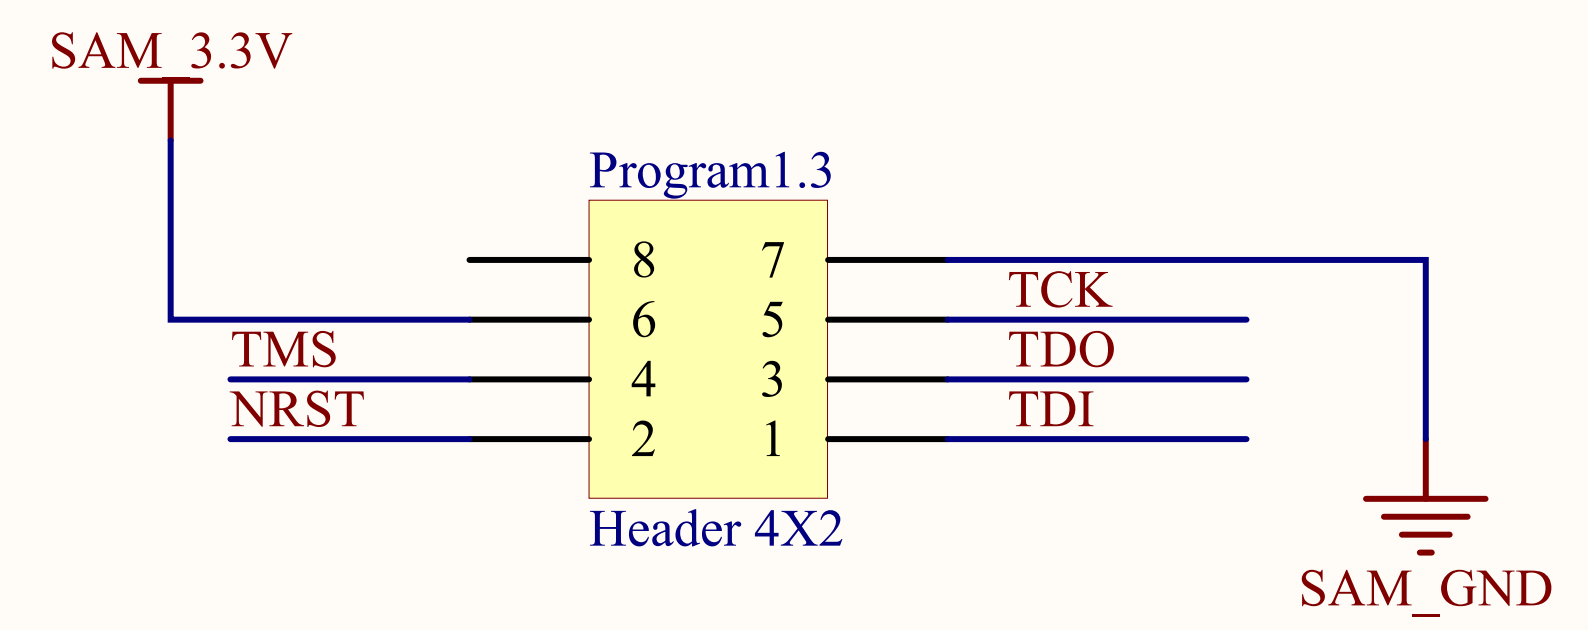 SAM_3.3V
Program1.3
8 7
TCK
6 5
TMS TDO
4 3
NRST TDI
2 1
Header 4X2
SAM_GND